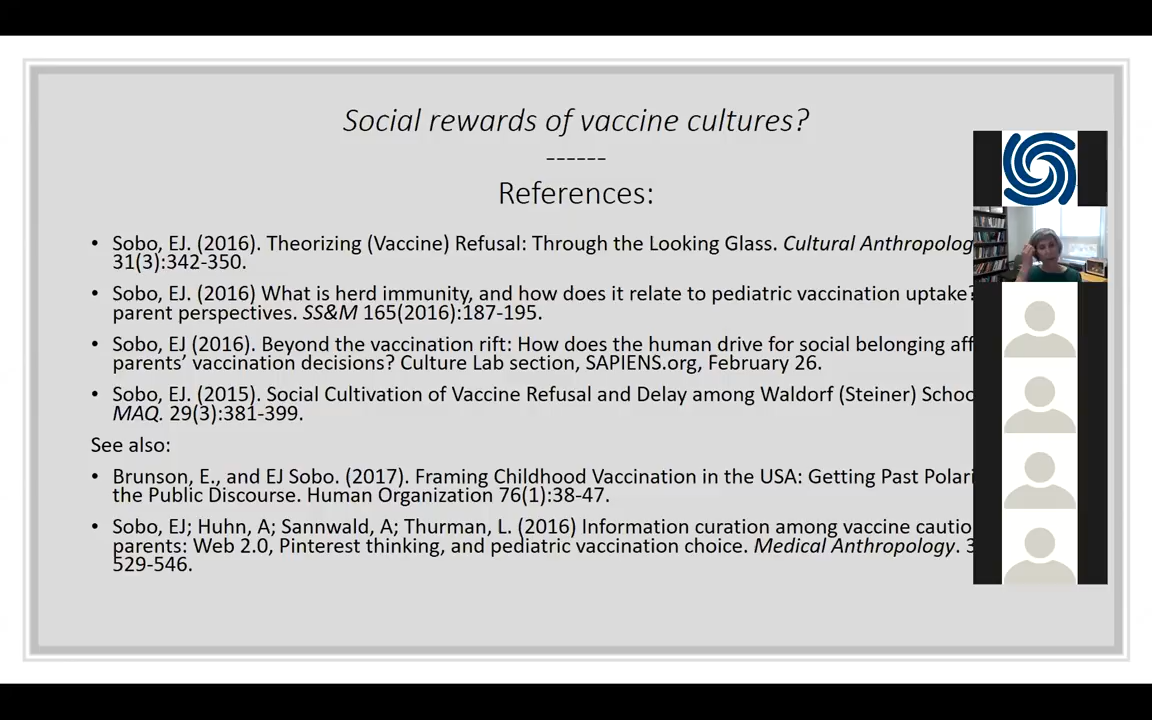 Social rewards of vaccine cultures?
------
References:
• Sobo, EJ. (2016). Theorizing (Vaccine) Refusal: Through the Looking Glass. Cultural Anthropolog
31(3):342-350.
• Sobo, EJ. (2016) What is herd immunity, and how does it relate to pediatric vaccination uptake?
parent perspectives. SS&M 165(2016):187-195.
• Sobo, EJ (2016). Beyond the vaccination rift: How does the human drive for social belonging aff
parents’ vaccination decisions? Culture Lab section, SAPIENS.org, February 26.
• Sobo, EJ. (2015). Social Cultivation of Vaccine Refusal and Delay among Waldorf (Steiner) Schoo
MAQ. 29(3):381-399.
See also:
• Brunson, E., and EJ Sobo. (2017). Framing Childhood Vaccination in the USA: Getting Past Polari
the Public Discourse. Human Organization 76(1):38-47.
• Sobo, EJ; Huhn, A; Sannwald, A; Thurman, L. (2016) Information curation among vaccine cautio
parents: Web 2.0, Pinterest thinking, and pediatric vaccination choice. Medical Anthropology. 3
529-546.